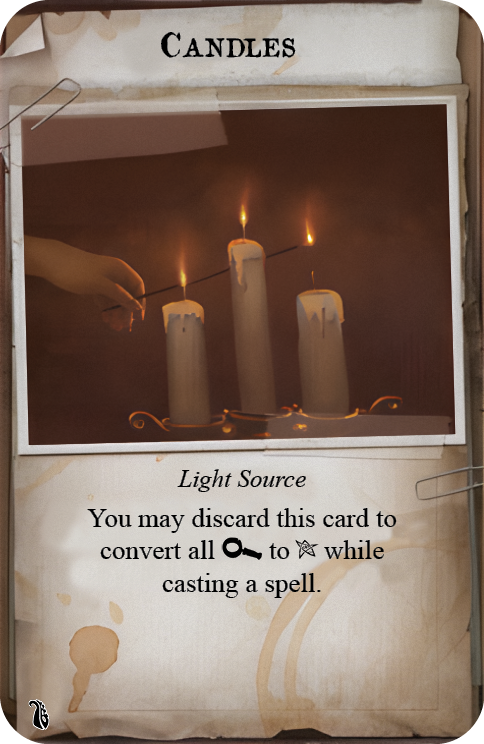 Candles
Light Source
You may discard this card to
convert all to while
casting a spell.